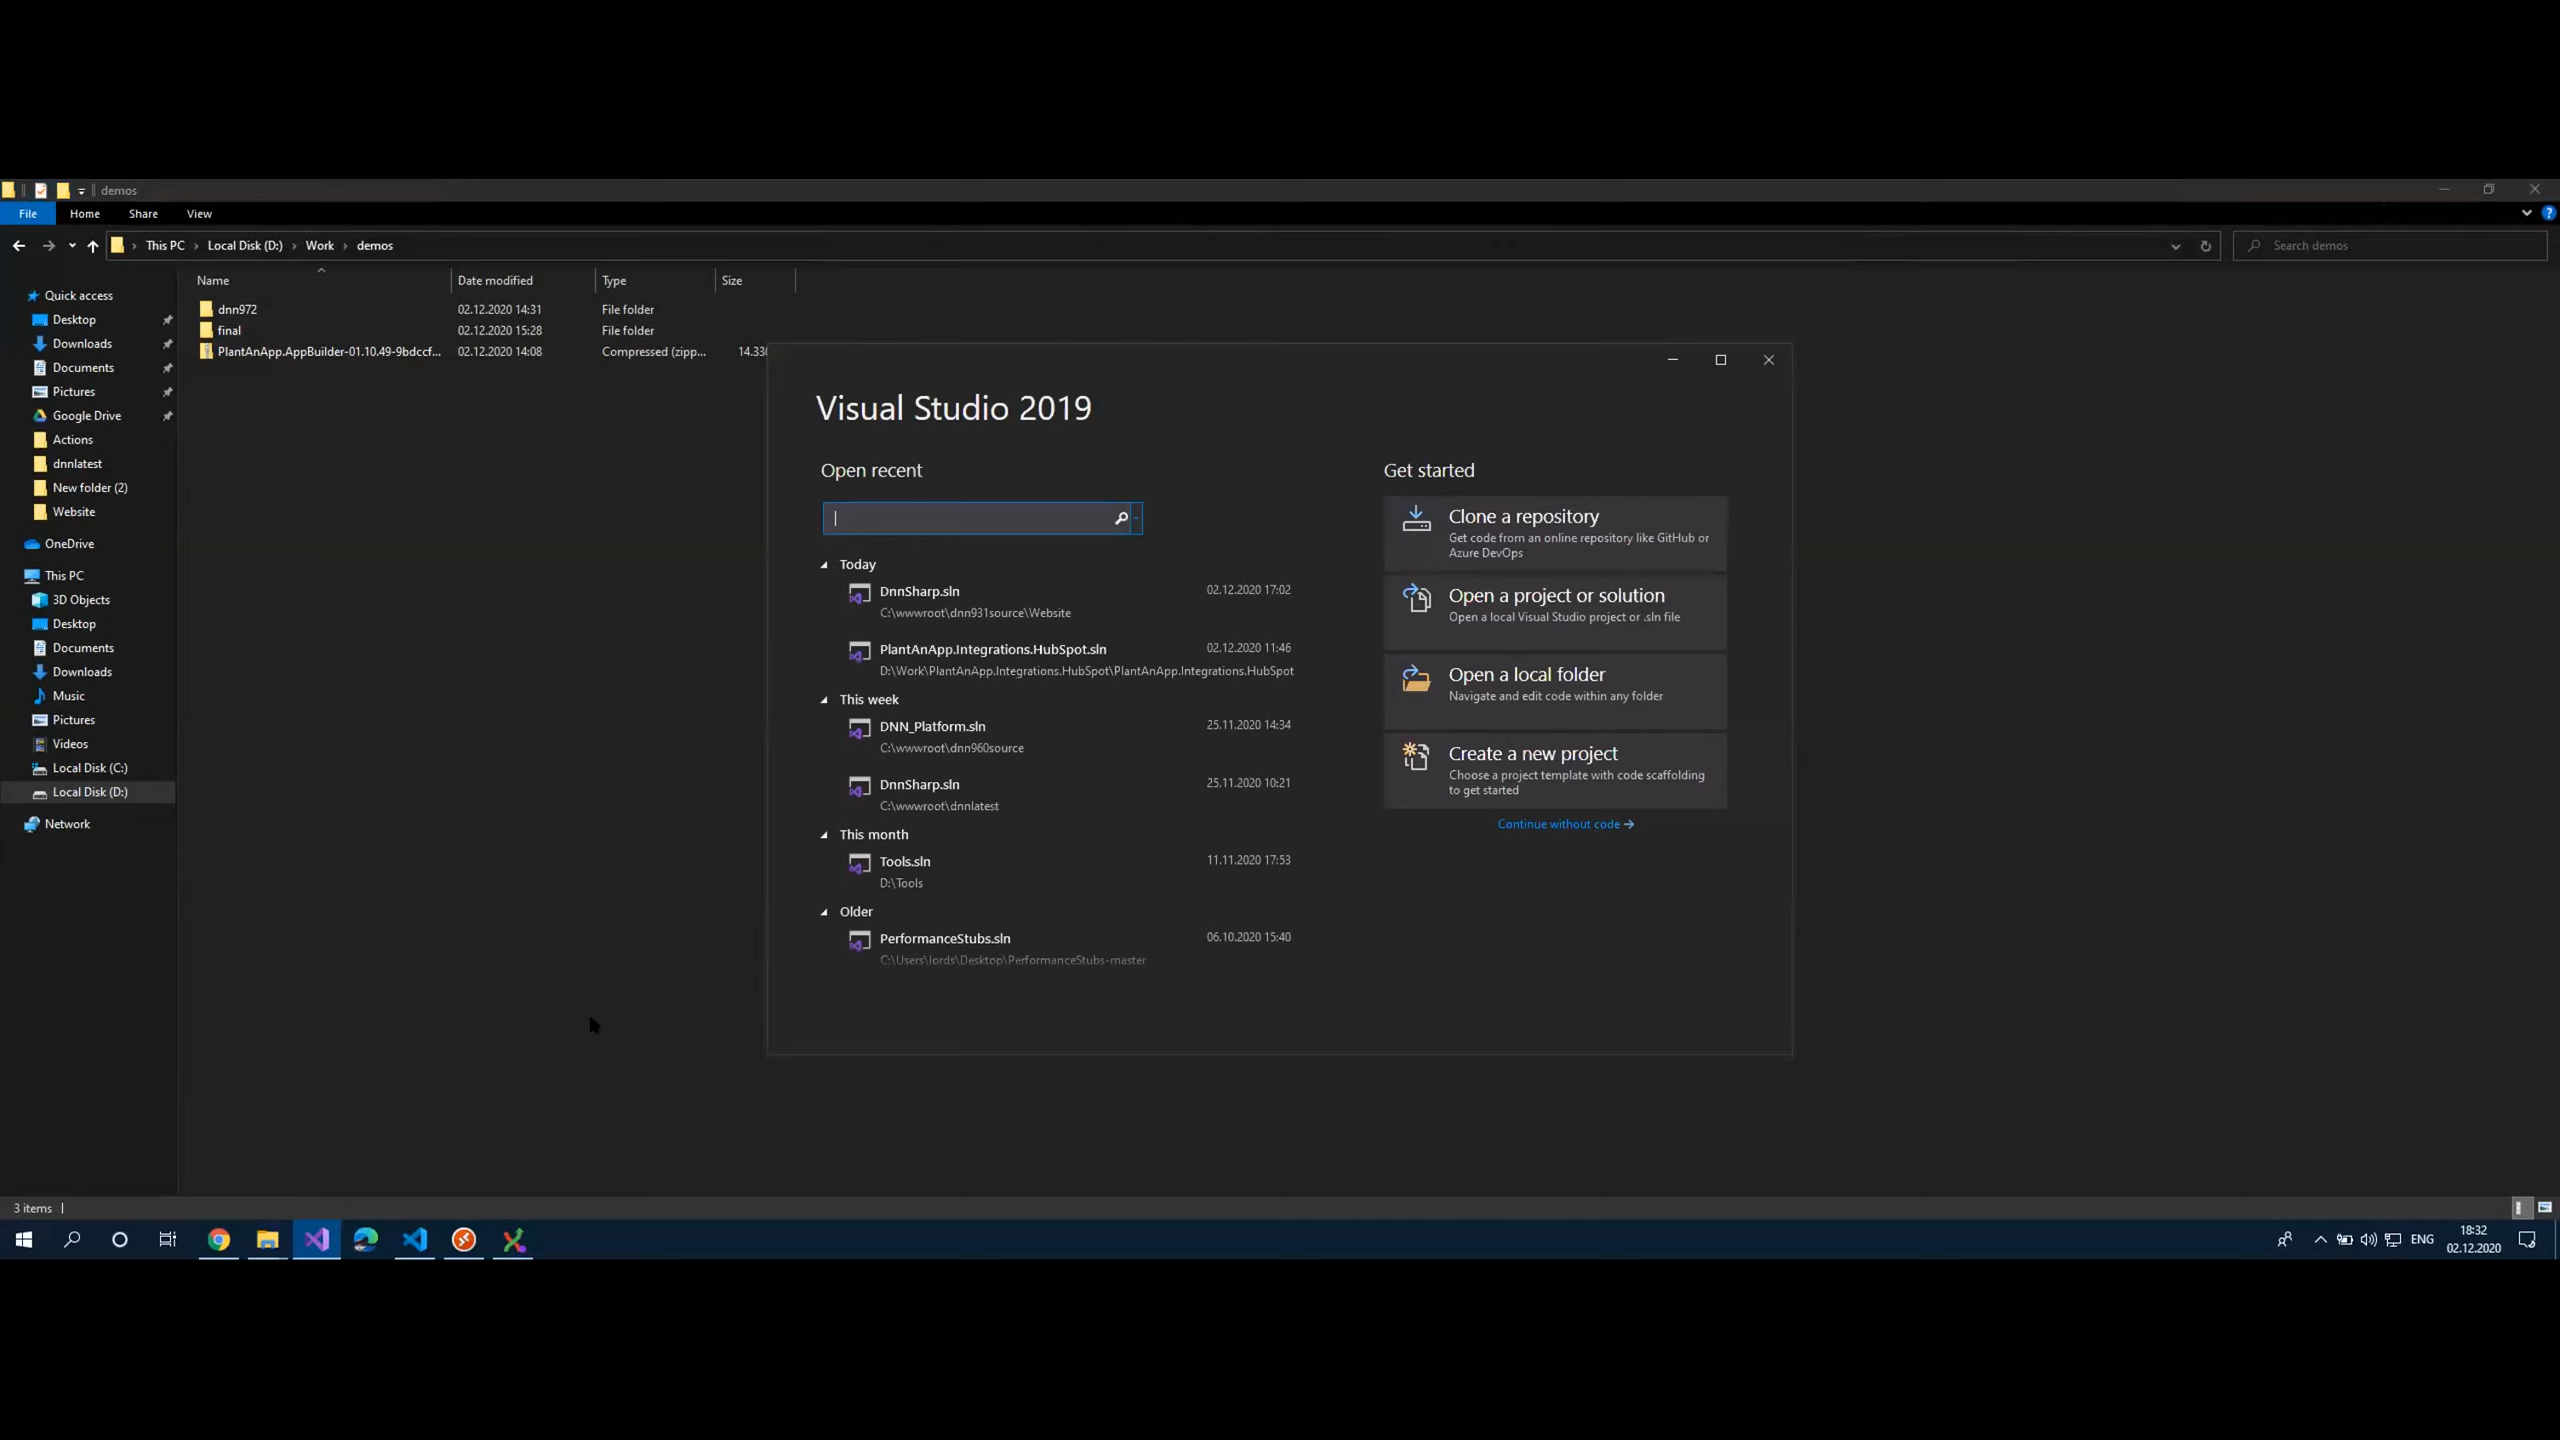 demos
File Home Share View
This PC Local Disk (D:) Work demos
Search demos
Name Date modified Type Size
dnn972 02.12.2020 14:31 File folder
final 02.12.2020 15:28 File folder
PlantAnApp.AppBuilder-01.10.49-9bdccf... 02.12.2020 14:08 Compressed (zipp... 14.330
Quick access
Desktop
Downloads
Documents
Pictures
Google Drive
Actions
dnnlatest
New folder (2)
Website
OneDrive
This PC
3D Objects
Desktop
Documents
Downloads
Music
Pictures
Videos
Local Disk (C:)
Local Disk (D:)
Network
Visual Studio 2019
Open recent
Today
DnnSharp.sln 02.12.2020 17:02
C:\wwwroot\dnn931source\Website
PlantAnApp.Integrations.HubSpot.sln 02.12.2020 11:46
D:\Work\PlantAnApp.Integrations.HubSpot\PlantAnApp.Integrations.HubSpot
This week
DNN_Platform.sln 25.11.2020 14:34
C:\wwwroot\dnn960source
DnnSharp.sln 25.11.2020 10:21
C:\wwwroot\dnnlatest
This month
Tools.sln 11.11.2020 17:53
D:\Tools
Older
PerformanceStubs.sln 06.10.2020 15:40
C:\Users\lords\Desktop\PerformanceStubs-master
Get started
Clone a repository
Get code from an online repository like GitHub or
Azure DevOps
Open a project or solution
Open a local Visual Studio project or .sln file
Open a local folder
Navigate and edit code within any folder
Create a new project
Choose a project template with code scaffolding
to get started
Continue without code →
3 items
ENG
18:32
02.12.2020